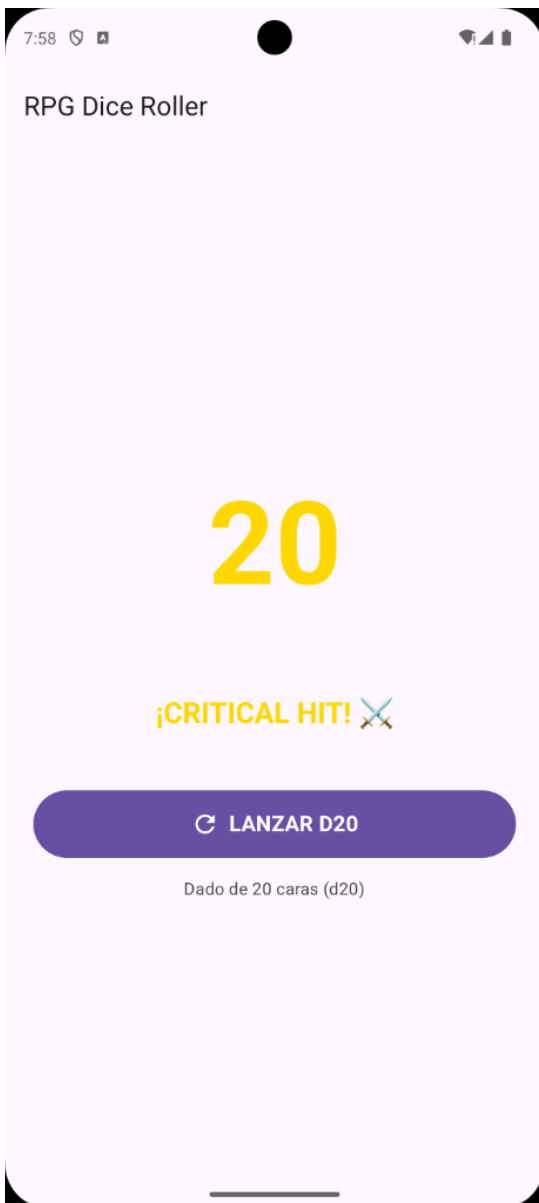 7:58
RPG Dice Roller
20
¡CRITICAL HIT! ⚔️
LANZAR D20
Dado de 20 caras (d20)